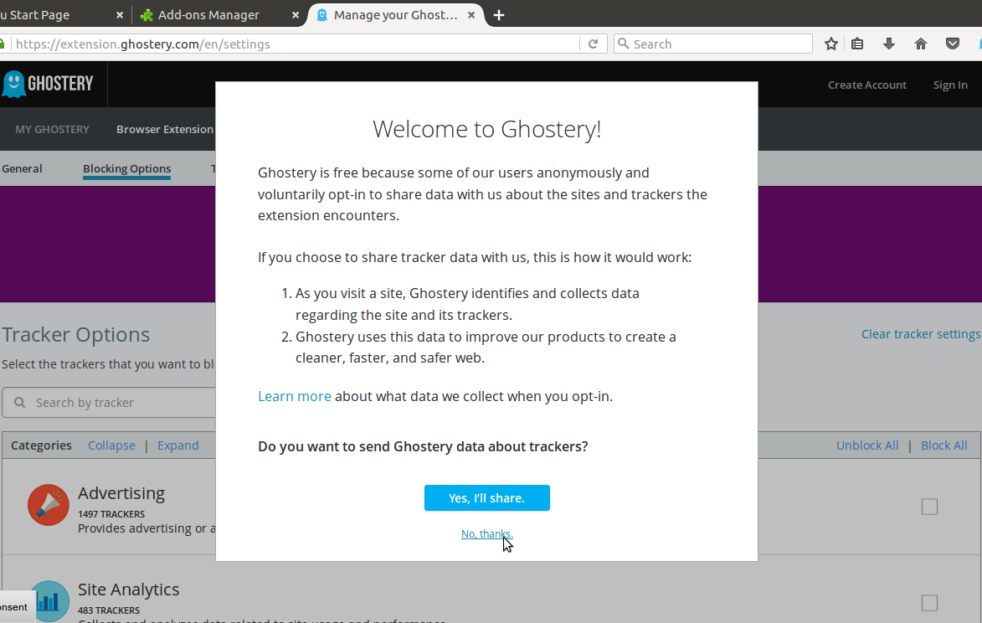 u Start Page
Add-ons Manager
Manage your Ghost...
https://extension.ghostery.com/en/settings
Search
GHOSTERY
Create Account
Sign In
MY GHOSTERY
Browser Extension
General
Blocking Options
T
Welcome to Ghostery!
Ghostery is free because some of our users anonymously and
voluntarily opt-in to share data with us about the sites and trackers the
extension encounters.
If you choose to share tracker data with us, this is how it would work:
1. As you visit a site, Ghostery identifies and collects data
regarding the site and its trackers.
2. Ghostery uses this data to improve our products to create a
cleaner, faster, and safer web.
Learn more about what data we collect when you opt-in.
Do you want to send Ghostery data about trackers?
Yes, I'll share.
No, thanks.
Tracker Options
Clear tracker settings
Select the trackers that you want to bl
Search by tracker
Categories Collapse | Expand
Unblock All | Block All
Advertising
1497 TRACKERS
Provides advertising or a
Site Analytics
483 TRACKERS
onsent